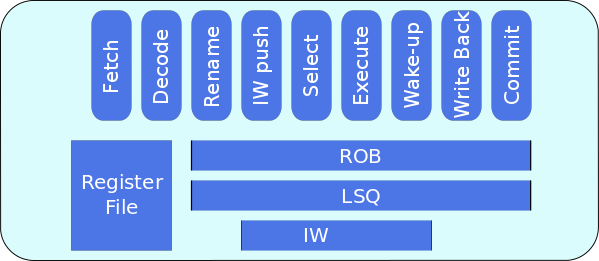 Fetch
Decode
Rename
IW push
Select
Execute
Wake-up
Write Back
Commit
Register
File
ROB
LSQ
IW